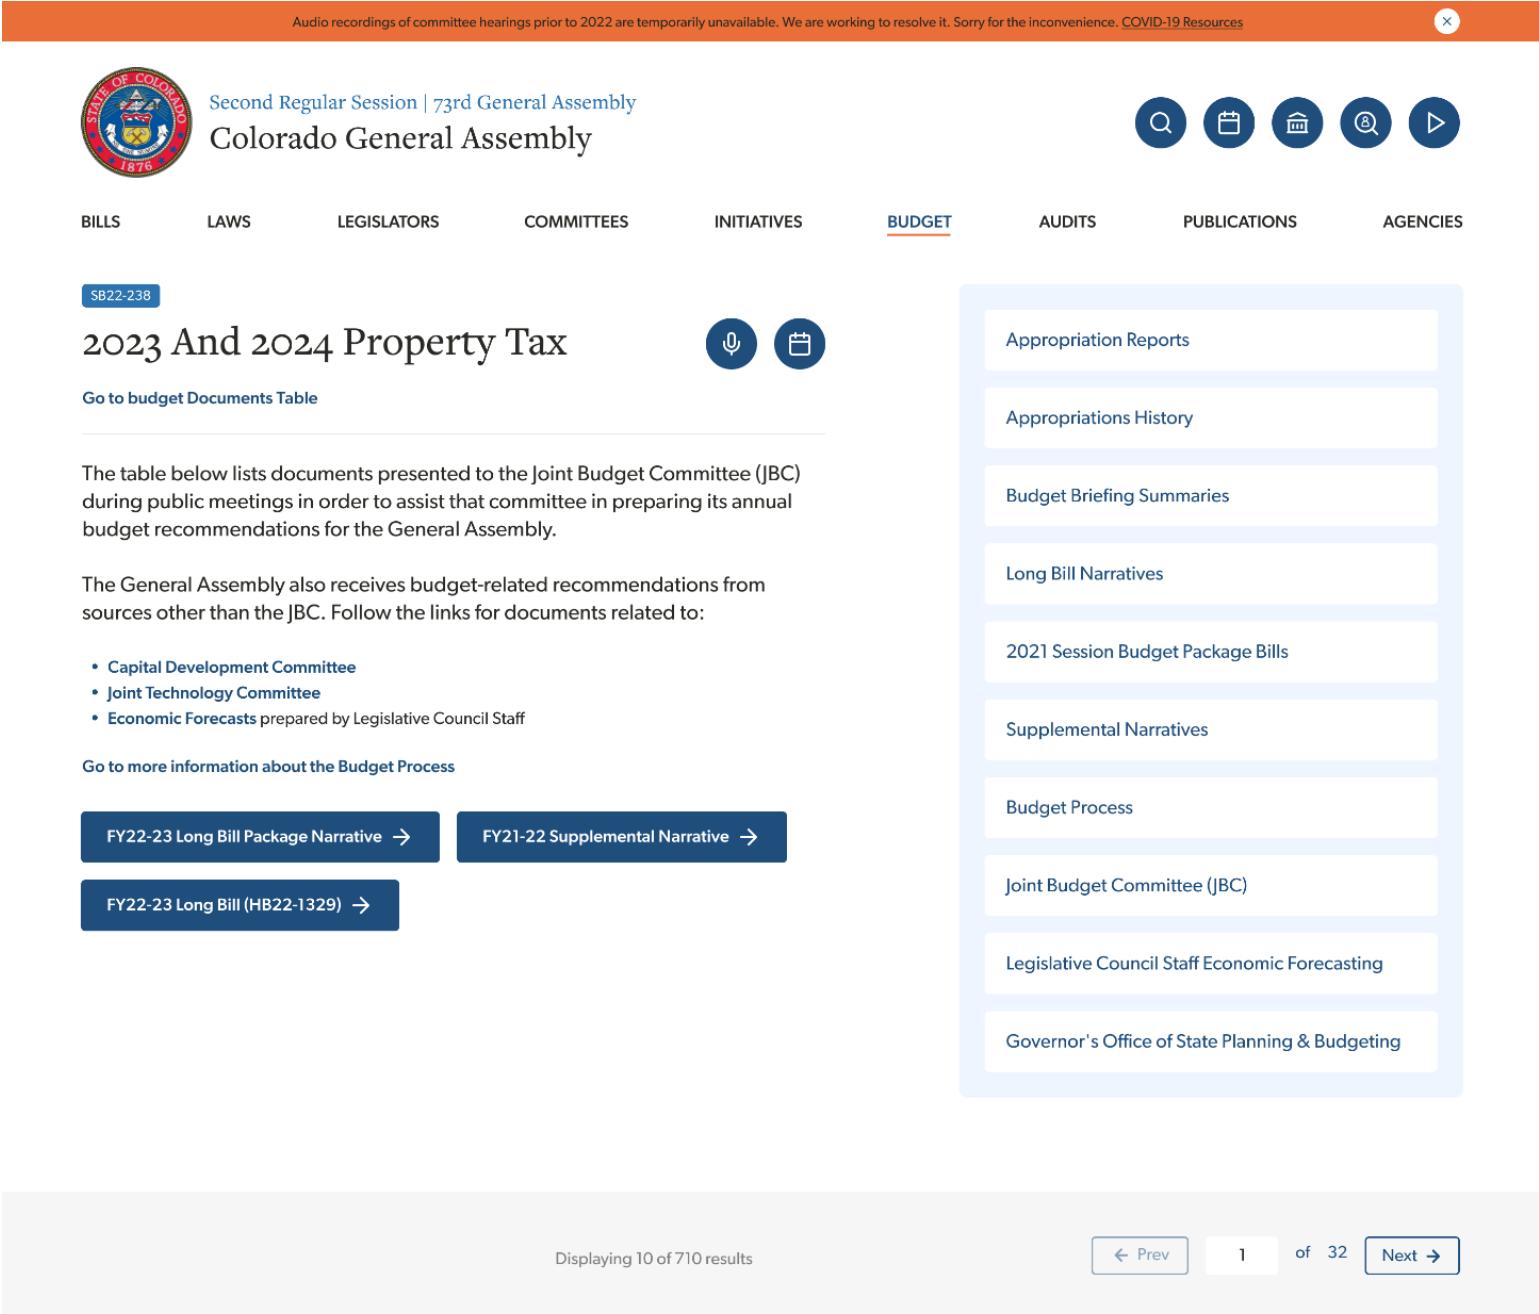 Audio recordings of committee hearings prior to 2022 are temporarily unavailable. We are working to resolve it. Sorry for the inconvenience. COVID-19 Resources
STATE OF COLORADO
1876
Second Regular Session | 73rd General Assembly
Colorado General Assembly
BILLS LAWS LEGISLATORS COMMITTEES INITIATIVES BUDGET AUDITS PUBLICATIONS AGENCIES
SB22-238
2023 And 2024 Property Tax
Go to budget Documents Table
The table below lists documents presented to the Joint Budget Committee (JBC)
during public meetings in order to assist that committee in preparing its annual
budget recommendations for the General Assembly.
The General Assembly also receives budget-related recommendations from
sources other than the JBC. Follow the links for documents related to:
• Capital Development Committee
• Joint Technology Committee
• Economic Forecasts prepared by Legislative Council Staff
Go to more information about the Budget Process
FY22-23 Long Bill Package Narrative →
FY21-22 Supplemental Narrative →
FY22-23 Long Bill (HB22-1329) →
Appropriation Reports
Appropriations History
Budget Briefing Summaries
Long Bill Narratives
2021 Session Budget Package Bills
Supplemental Narratives
Budget Process
Joint Budget Committee (JBC)
Legislative Council Staff Economic Forecasting
Governor's Office of State Planning & Budgeting
Displaying 10 of 710 results
← Prev 1 of 32 Next →